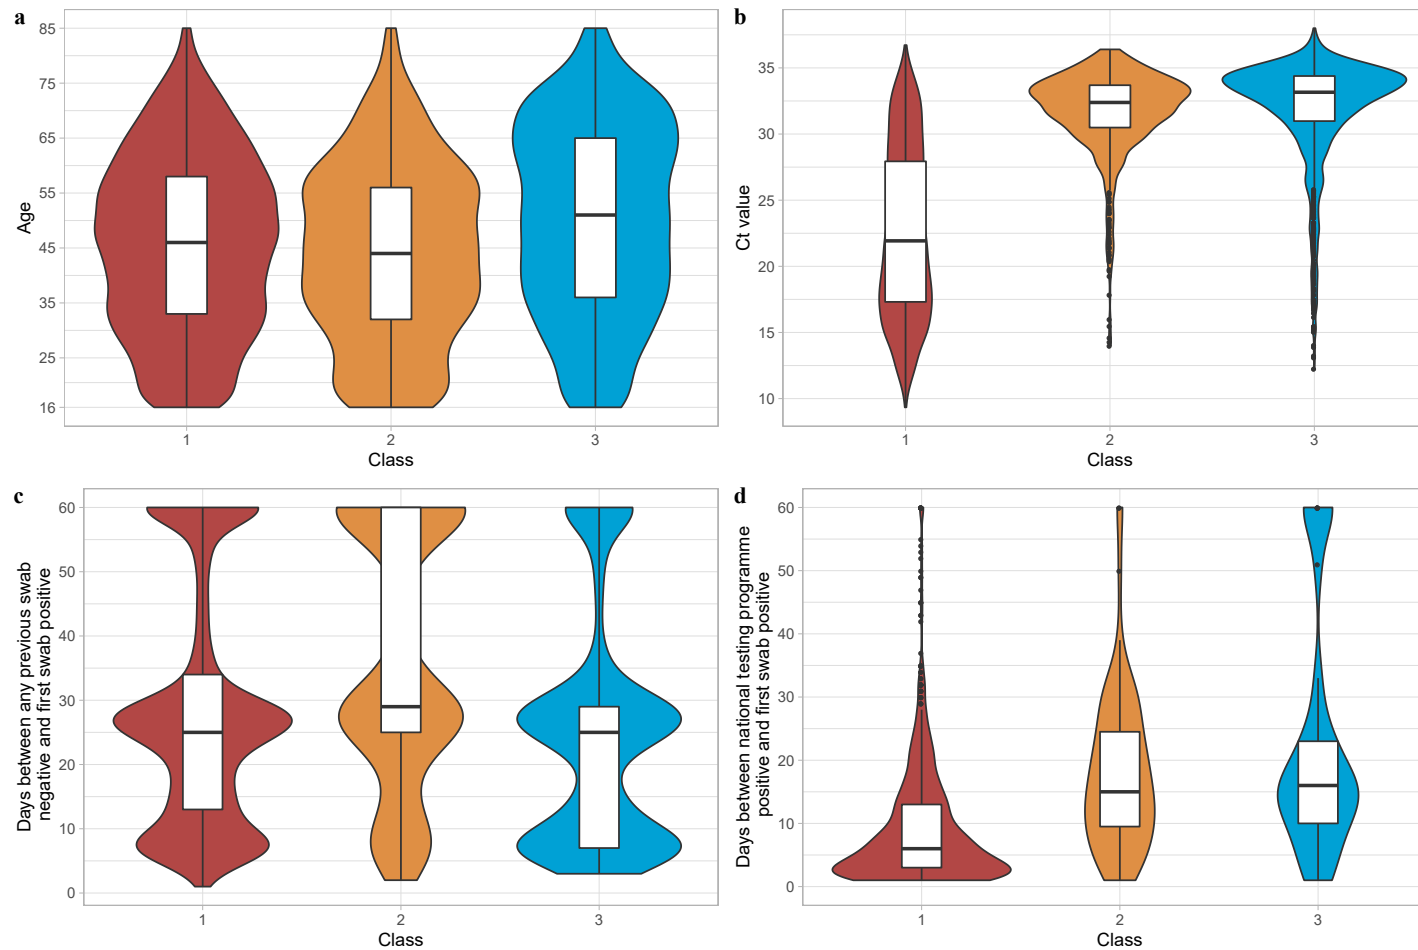 a
85
75
65
55
45
35
25
16
Age
1
2
3
Class
b
35
30
25
20
15
10
Ct value
1
2
3
Class
c
60
50
40
30
20
10
0
Days between any previous swab
negative and first swab positive
1
2
3
Class
d
60
50
40
30
20
10
0
Days between national testing programme
positive and first swab positive
1
2
3
Class